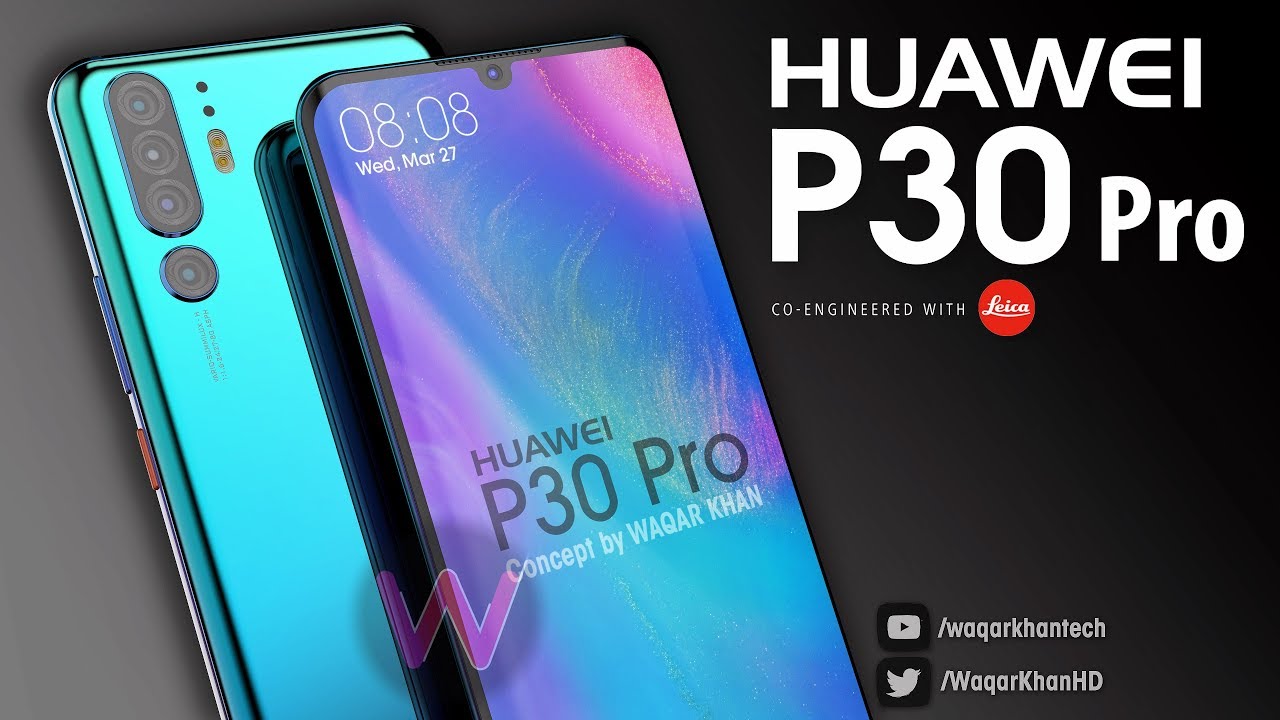 08:08
Wed, Mar 27
HUAWEI
P30 Pro
Concept by WAQAR KHAN
W
HUAWEI
P30 Pro
CO-ENGINEERED WITH Leica
/waqarkhantech
/WaqarKhanHD